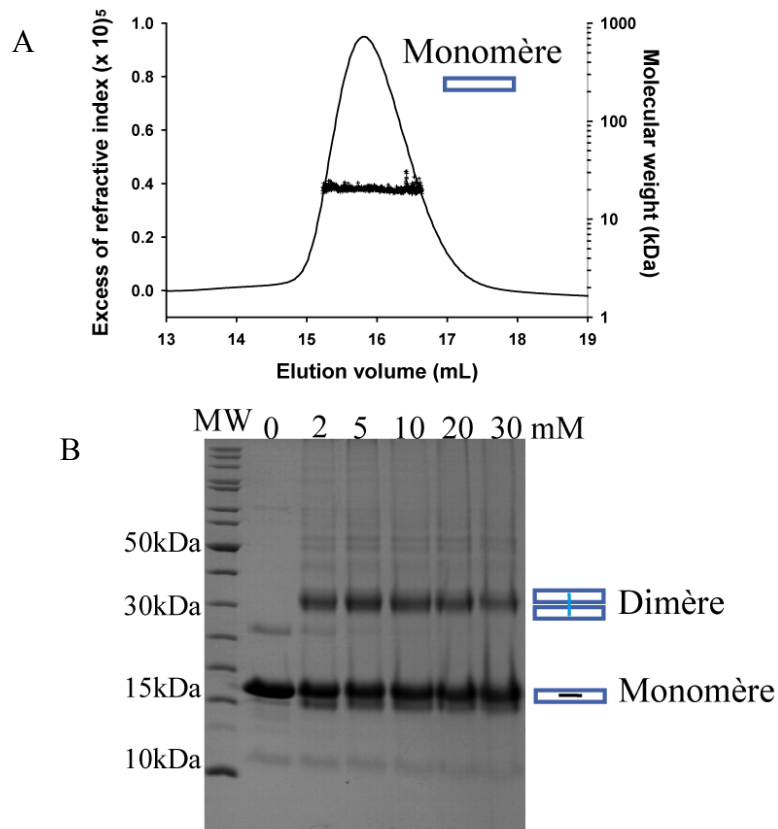 A
Excess of refractive index (x 10)⁵
1.0
0.8
0.6
0.4
0.2
0.0
Monomère
1000
100
10
1
Molecular weight (kDa)
13 14 15 16 17 18 19
Elution volume (mL)
B
MW 0 2 5 10 20 30 mM
50kDa
30kDa
15kDa
10kDa
Dimère
Monomère